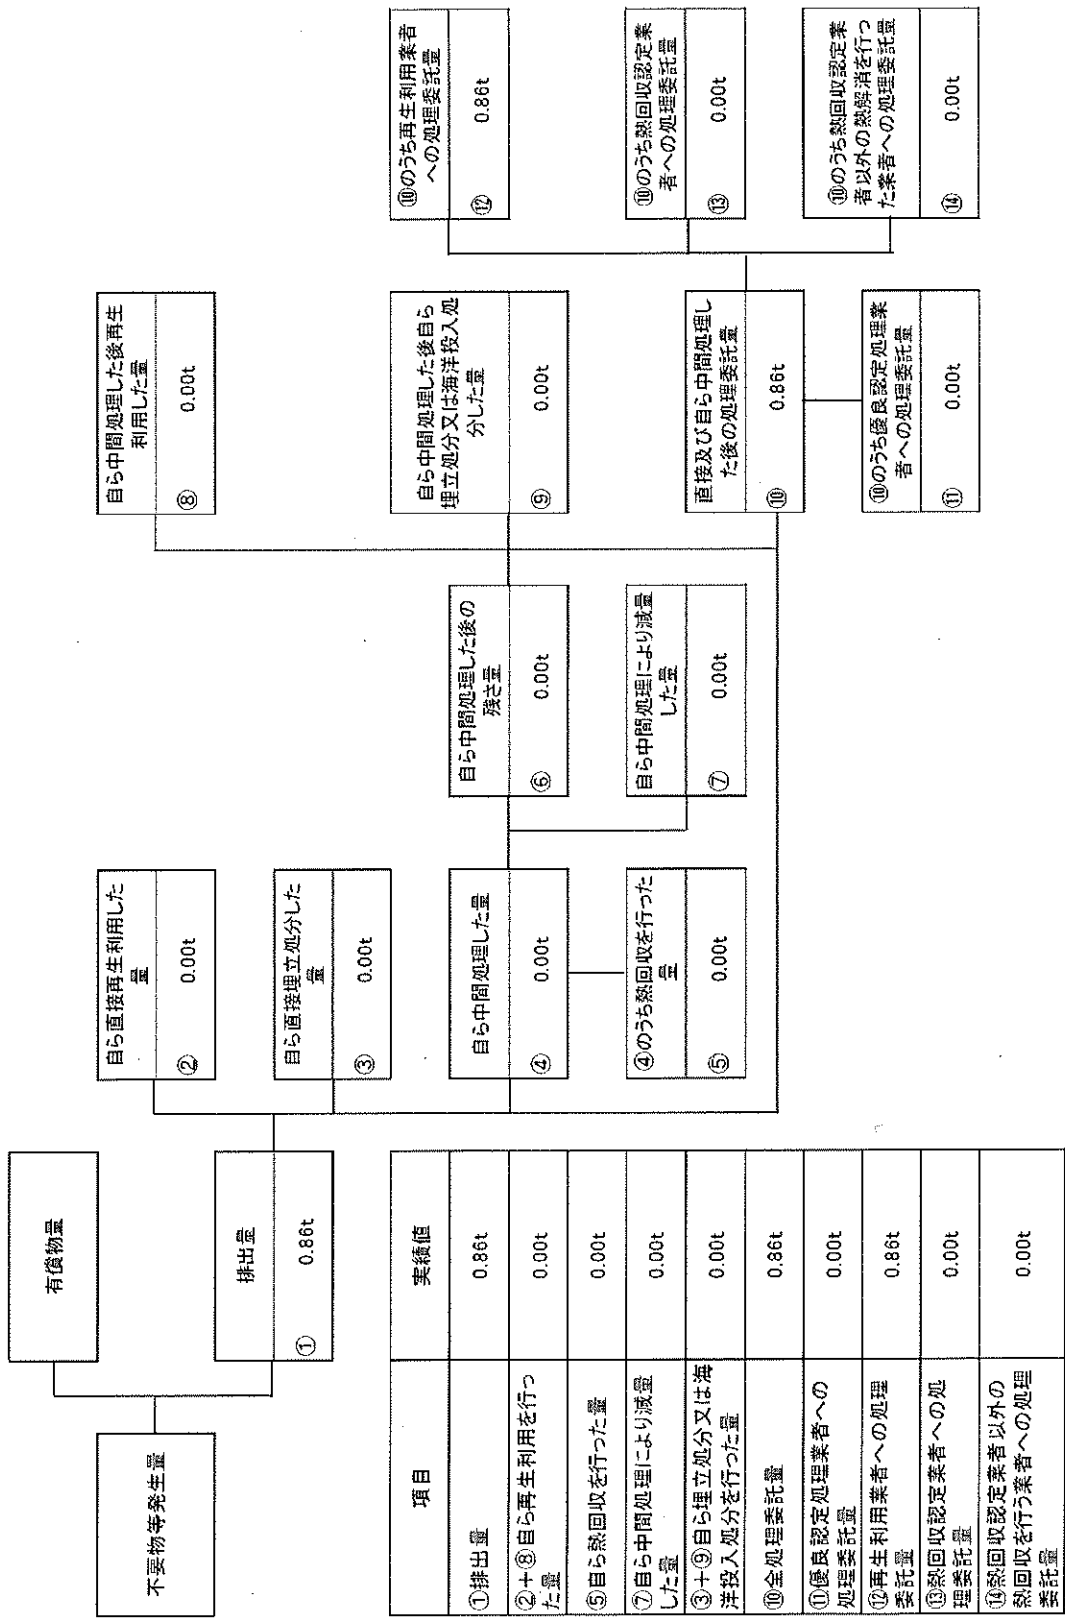 不要物等発生量
有償物量
排出量
① 0.86t
自ら直接再生利用した
量
② 0.00t
自ら直接埋立処分した
量
③ 0.00t
自ら中間処理した量
④ 0.00t
④のうち熱回収を行った
量
⑤ 0.00t
自ら中間処理した後の
残さ量
⑥ 0.00t
自ら中間処理により減量
した量
⑦ 0.00t
自ら中間処理した後再生
利用した量
⑧ 0.00t
自ら中間処理した後自ら
埋立処分又は海洋投入処
分した量
⑨ 0.00t
直接及び自ら中間処理し
た後の処理委託量
⑩ 0.86t
⑩のうち優良認定処理業
者への処理委託量
⑪ 0.00t
⑩のうち再生利用業者
への処理委託量
⑫ 0.86t
⑩のうち熱回収認定業
者への処理委託量
⑬ 0.00t
⑩のうち熱回収認定業
者以外の熱解消を行っ
た業者への処理委託量
⑭ 0.00t
項目 実績値
①排出量 0.86t
②+⑧自ら再生利用を行っ
た量 0.00t
⑤自ら熱回収を行った量 0.00t
⑦自ら中間処理により減量
した量 0.00t
③+⑨自ら埋立処分又は海
洋投入処分を行った量 0.00t
⑩全処理委託量 0.86t
⑪優良認定処理業者への
処理委託量 0.00t
⑫再生利用業者への処理
委託量 0.86t
⑬熱回収認定業者への処
理委託量 0.00t
⑭熱回収認定業者以外の
熱回収を行う業者への処理
委託量 0.00t